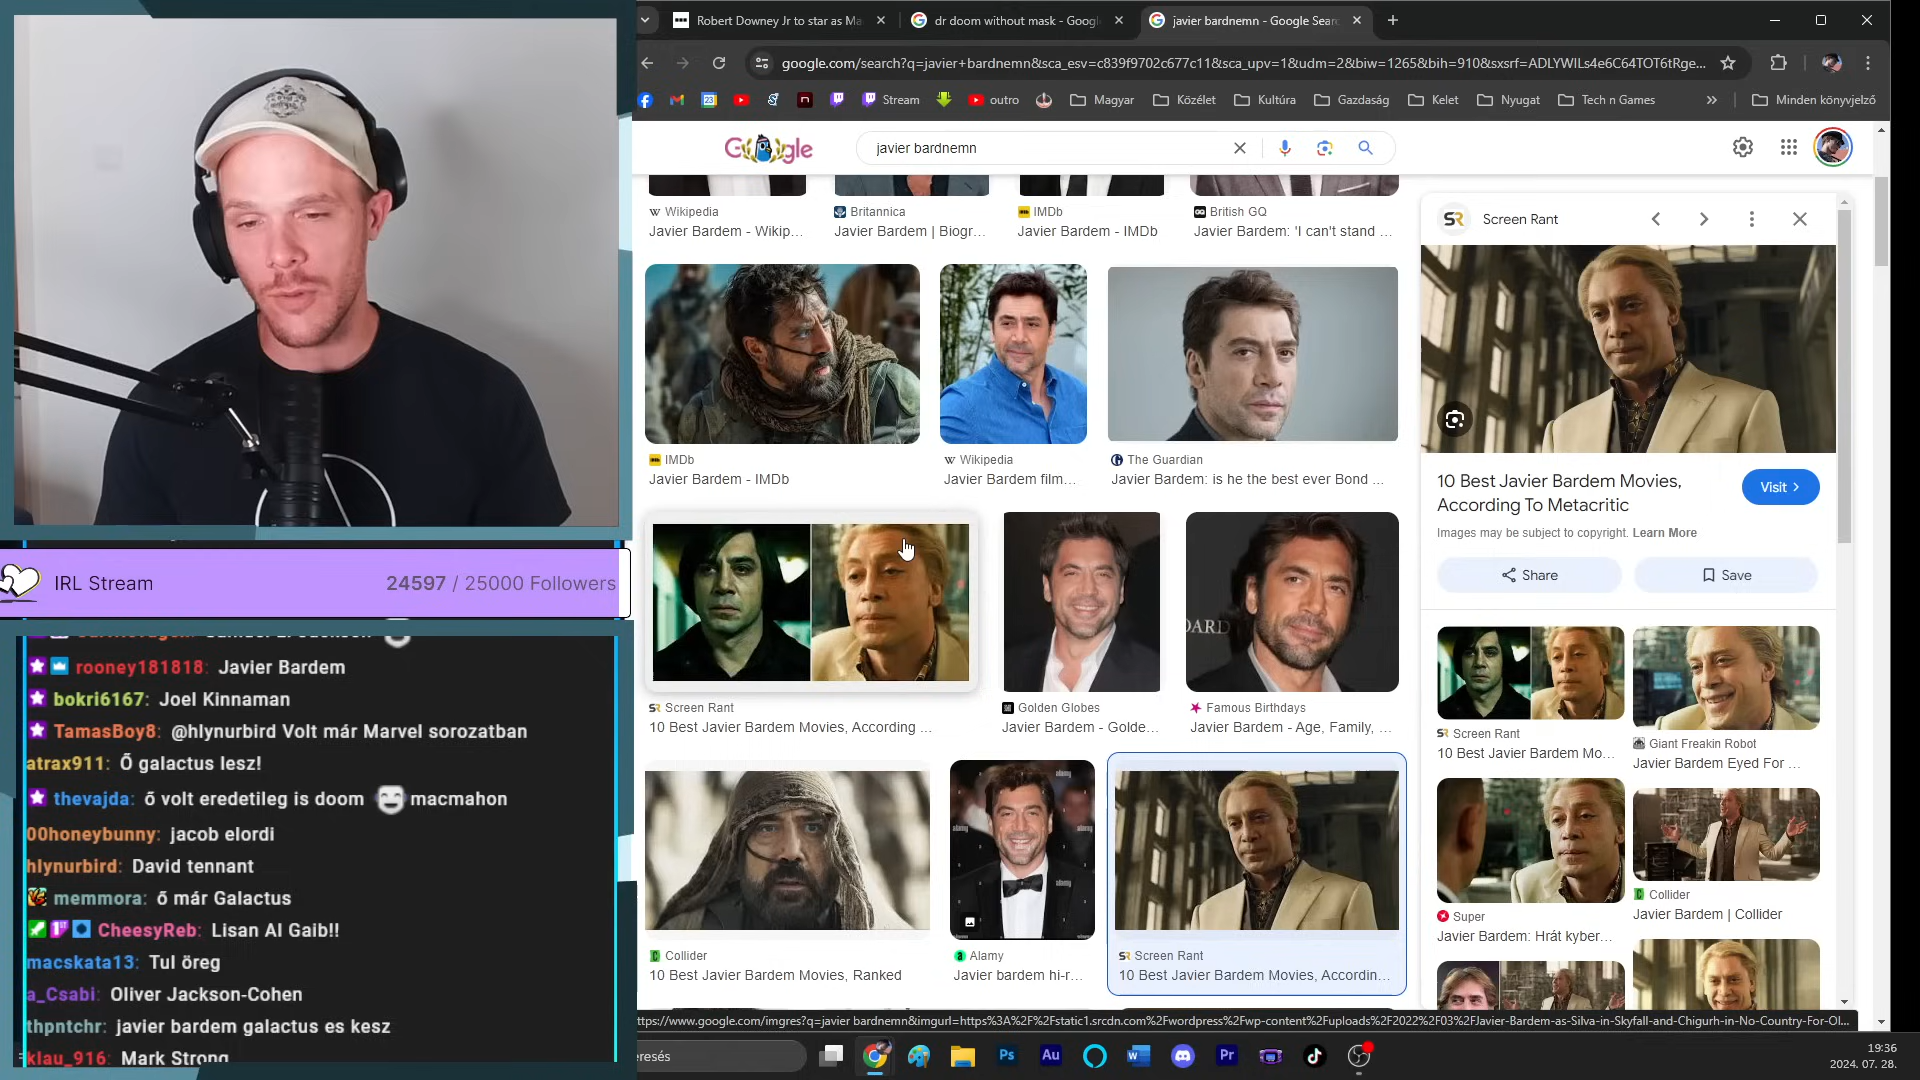 Robert Downey Jr to star as Ma
dr doom without mask - Google
javier bardnemn - Google Sear
google.com/search?q=javier+bardnemn&sca_esv=c839f9702c677c11&sca_upv=1&udm=2&biw=1265&bih=910&sxsrf=ADLYWILs4e6C64TOT6tRge...
Stream
outro
Magyar
Közélet
Kultúra
Gazdaság
Kelet
Nyugat
Tech n Games
Minden könyvjelző
Google
javier bardnemn
Wikipedia
Javier Bardem - Wikip...
Britannica
Javier Bardem | Biogr...
IMDb
Javier Bardem - IMDb
British GQ
Javier Bardem: 'I can't stand ...
IMDb
Javier Bardem - IMDb
Wikipedia
Javier Bardem film...
The Guardian
Javier Bardem: is he the best ever Bond ...
Screen Rant
10 Best Javier Bardem Movies, According ...
Golden Globes
Javier Bardem - Golde...
Famous Birthdays
Javier Bardem - Age, Family, ...
Collider
10 Best Javier Bardem Movies, Ranked
Alamy
Javier bardem hi-r...
Screen Rant
10 Best Javier Bardem Movies, Accordin...
Screen Rant
10 Best Javier Bardem Movies,
According To Metacritic
Visit
Images may be subject to copyright. Learn More
Share
Save
Screen Rant
10 Best Javier Bardem Mo...
Giant Freakin Robot
Javier Bardem Eyed For ...
Super
Javier Bardem: Hrát kyber...
Collider
Javier Bardem | Collider
ttps://www.google.com/imgres?q=javier bardnemn&imgurl=https%3A%2F%2Fstatic1.srcdn.com%2Fwordpress%2Fwp-content%2Fuploads%2F2022%2F03%2FJavier-Bardem-as-Silva-in-Skyfall-and-Chigurh-in-No-Country-For-Ol...
eresés
19:36
2024. 07. 28.
IRL Stream
24597 / 25000 Followers
rooney181818: Javier Bardem
bokri6167: Joel Kinnaman
TamasBoy8: @hlynurbird Volt már Marvel sorozatban
atrax911: Ő galactus lesz!
thevajda: ő volt eredetileg is doom macmahon
00honeybunny: jacob elordi
hlynurbird: David tennant
memmora: ő már Galactus
CheesyReb: Lisan Al Gaib!!
macskata13: Tul öreg
a_Csabi: Oliver Jackson-Cohen
thpntchr: javier bardem galactus es kesz
klau_916: Mark Strong